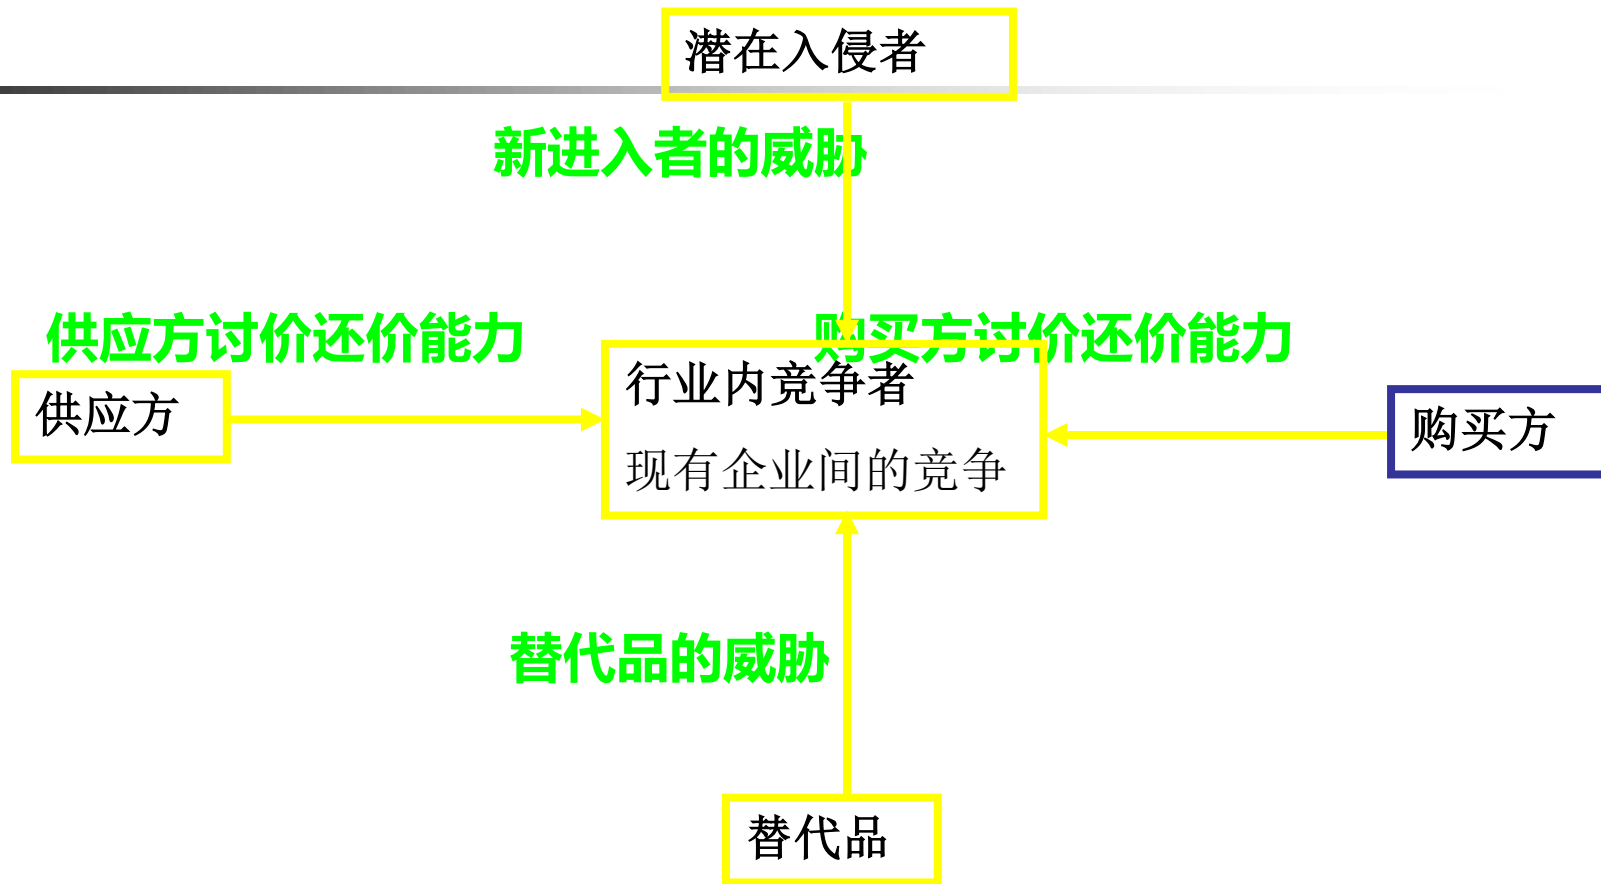 潜在入侵者
新进入者的威胁
供应方讨价还价能力
购买方讨价还价能力
供应方
行业内竞争者
现有企业间的竞争
购买方
替代品的威胁
替代品